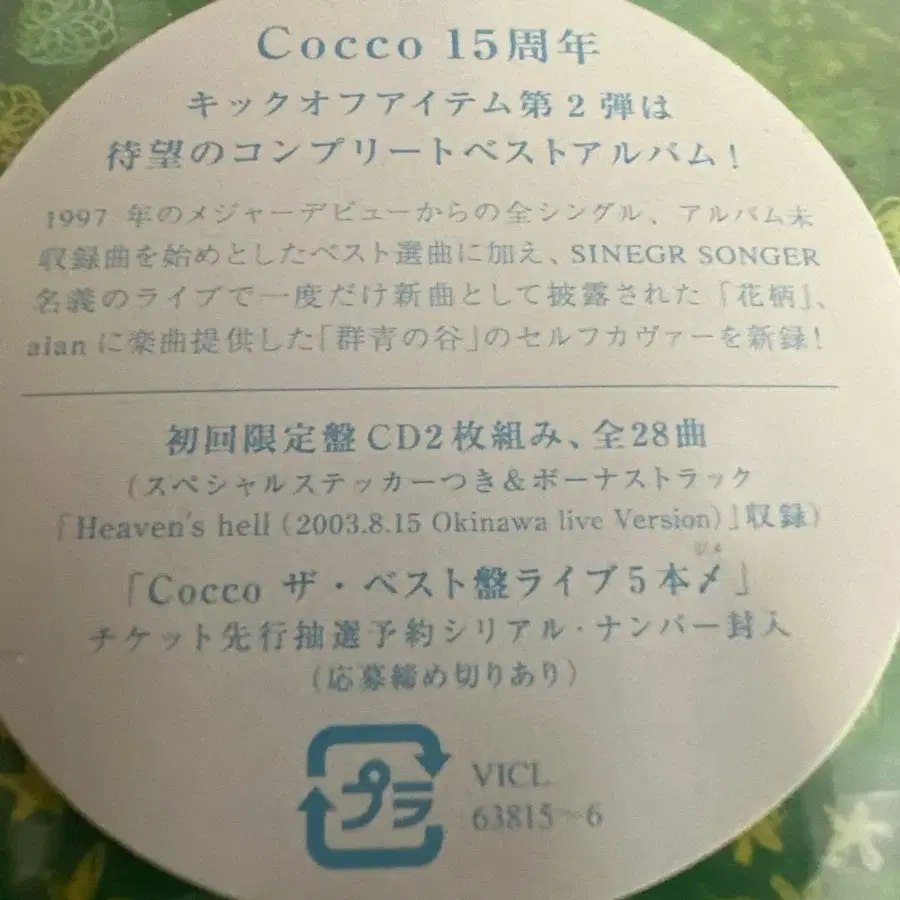 Cocco 15周年
キックオフアイテム第2弾は
待望のコンプリートベストアルバム!
1997年のメジャーデビューからの全シングル、アルバム未
収録曲を始めとしたベスト選曲に加え、SINEGR SONGER
名義のライブで一度だけ新曲として披露された「花柄」、
aian に楽曲提供した「群青の谷」のセルフカヴァーを新録!
初回限定盤CD2枚組み、全28曲
(スペシャルステッカーつき&ボーナストラック
「Heaven's hell (2003.8.15 Okinawa live Version)」収録)
「Cocco ザ・ベスト盤ライブ5本〆」
チケット先行抽選予約シリアル・ナンバー封入
(応募締め切りあり)
プラ
VICL
63815~6